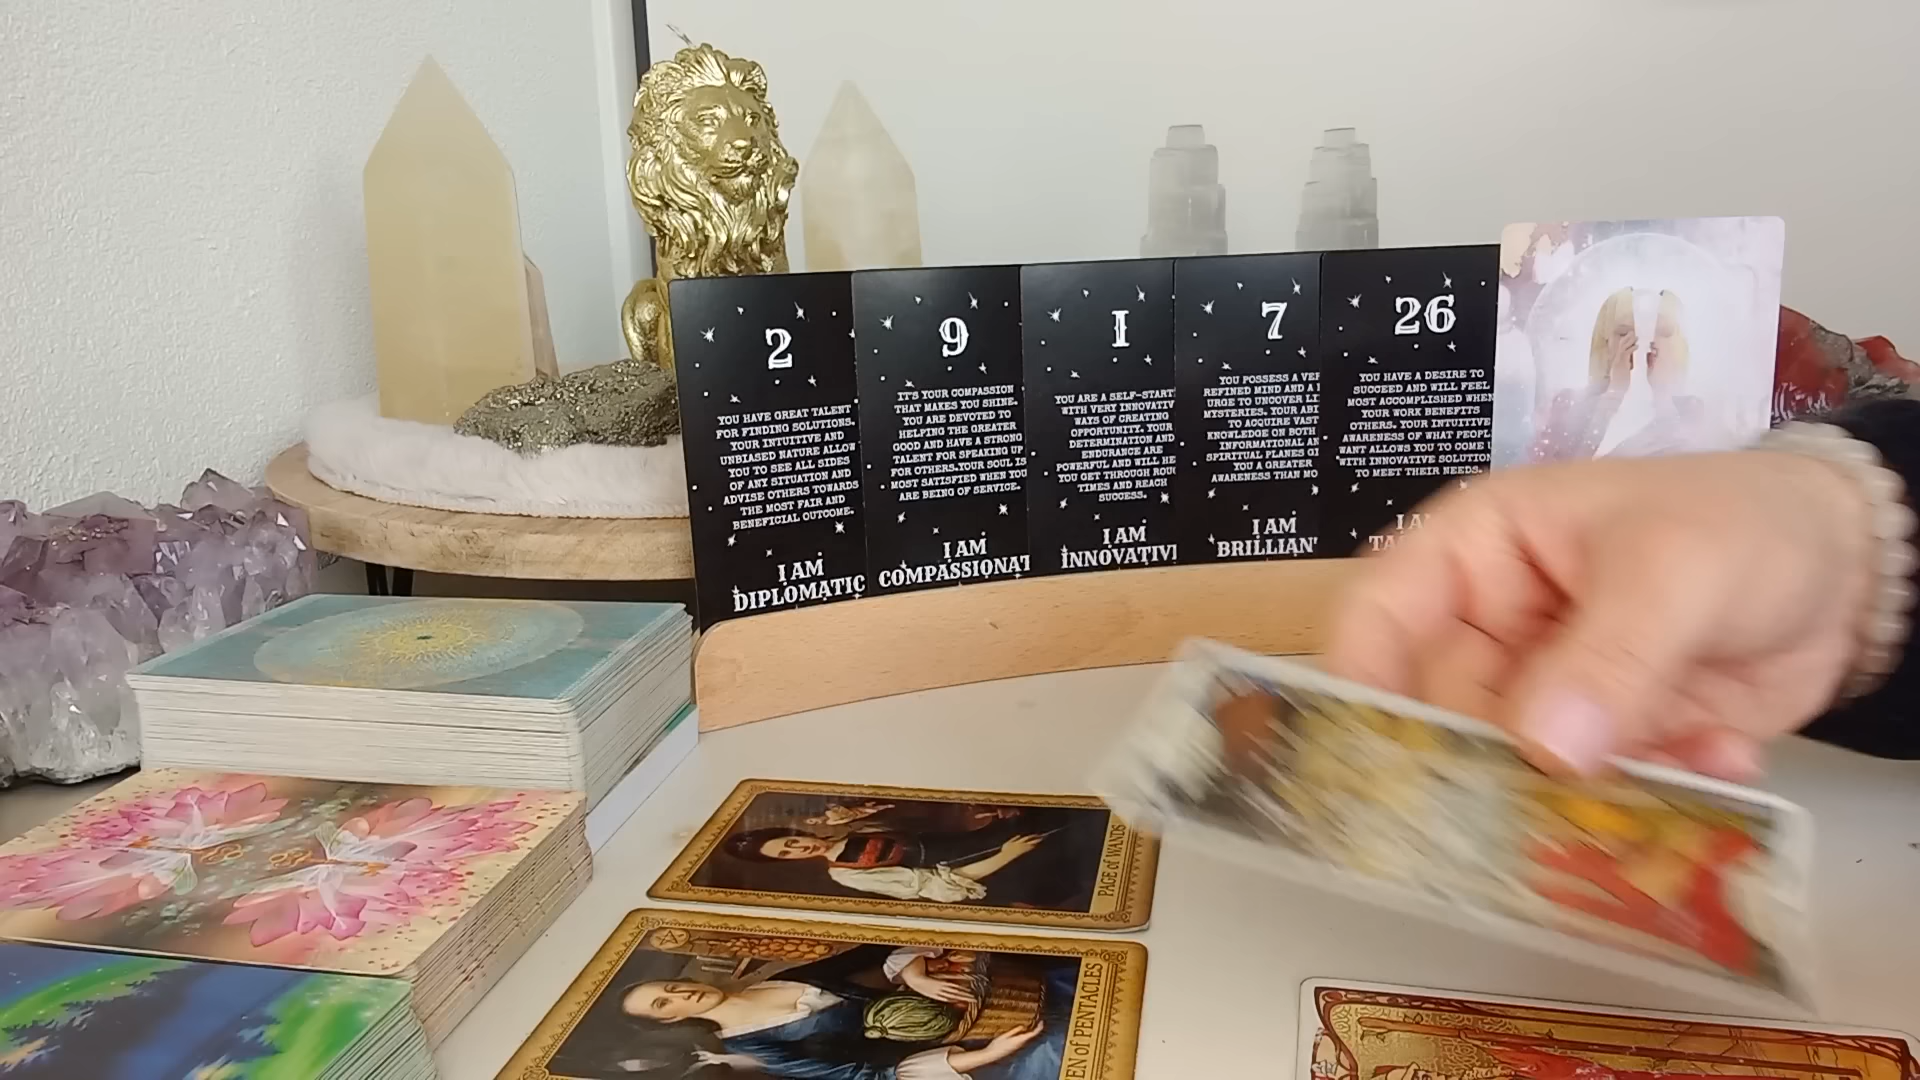 2
YOU HAVE GREAT TALENT
FOR FINDING SOLUTIONS.
YOUR INTUITIVE AND
UNBIASED NATURE ALLOW
YOU TO SEE ALL SIDES
OF ANY SITUATION AND
ADVISE OTHERS TOWARDS
THE MOST FAIR AND
BENEFICIAL OUTCOME.
I AM
DIPLOMATIC
9
IT'S YOUR COMPASSION
THAT MAKES YOU SHINE.
YOU ARE DEVOTED TO
HELPING THE GREATER
GOOD AND HAVE A STRONG
TALENT FOR SPEAKING UP
FOR OTHERS.YOUR SOUL IS
MOST SATISFIED WHEN YOU
ARE BEING OF SERVICE.
I AM
COMPASSIONAT
1
YOU ARE A SELF-START
WITH VERY INNOVATIV
WAYS OF CREATING
OPPORTUNITY. YOUR
DETERMINATION AND
ENDURANCE ARE
POWERFUL AND WILL HE
YOU GET THROUGH ROU
TIMES AND REACH
SUCCESS.
I AM
INNOVATIV
7
YOU POSSESS A VER
REFINED MIND AND A
URGE TO UNCOVER LI
MYSTERIES. YOUR ABI
TO ACQUIRE VAST
KNOWLEDGE ON BOTH
INFORMATIONAL AN
SPIRITUAL PLANES GI
YOU A GREATER
AWARENESS THAN MO
I AM
BRILLIAN
26
YOU HAVE A DESIRE TO
SUCCEED AND WILL FEEL
MOST ACCOMPLISHED WHEN
YOUR WORK BENEFITS
OTHERS. YOUR INTUITIVE
AWARENESS OF WHAT PEOPL
WANT ALLOWS YOU TO COME
WITH INNOVATIVE SOLUTION
TO MEET THEIR NEEDS.
I AM
TA
PAGE of WANDS
EN of PENTACLES